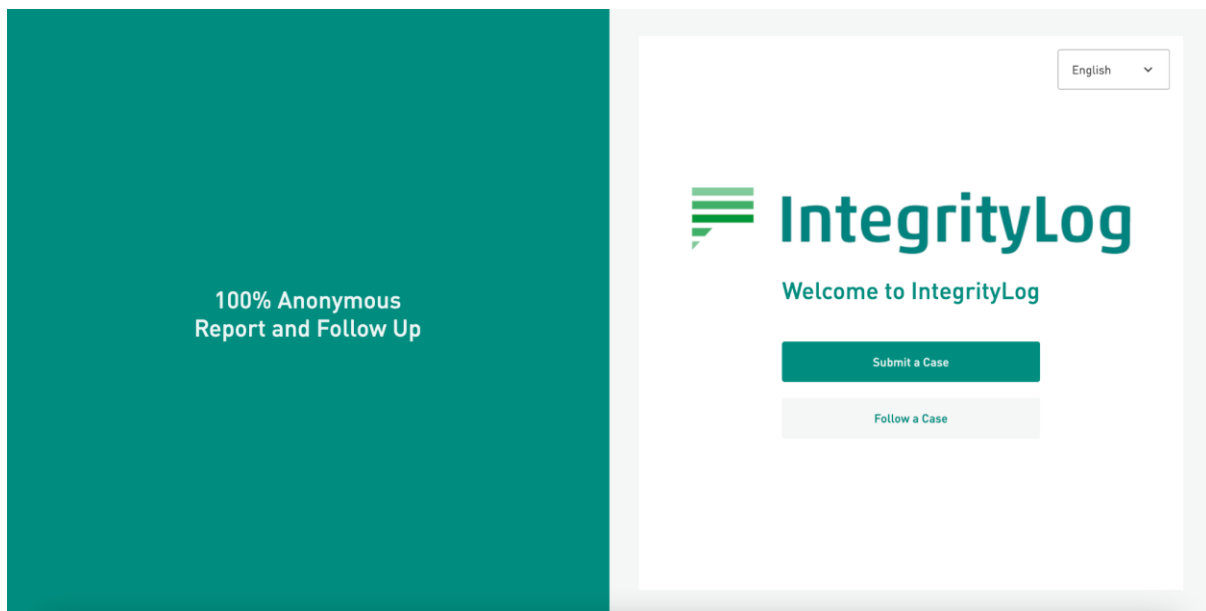 100% Anonymous
Report and Follow Up
English
IntegrityLog
Welcome to IntegrityLog
Submit a Case
Follow a Case